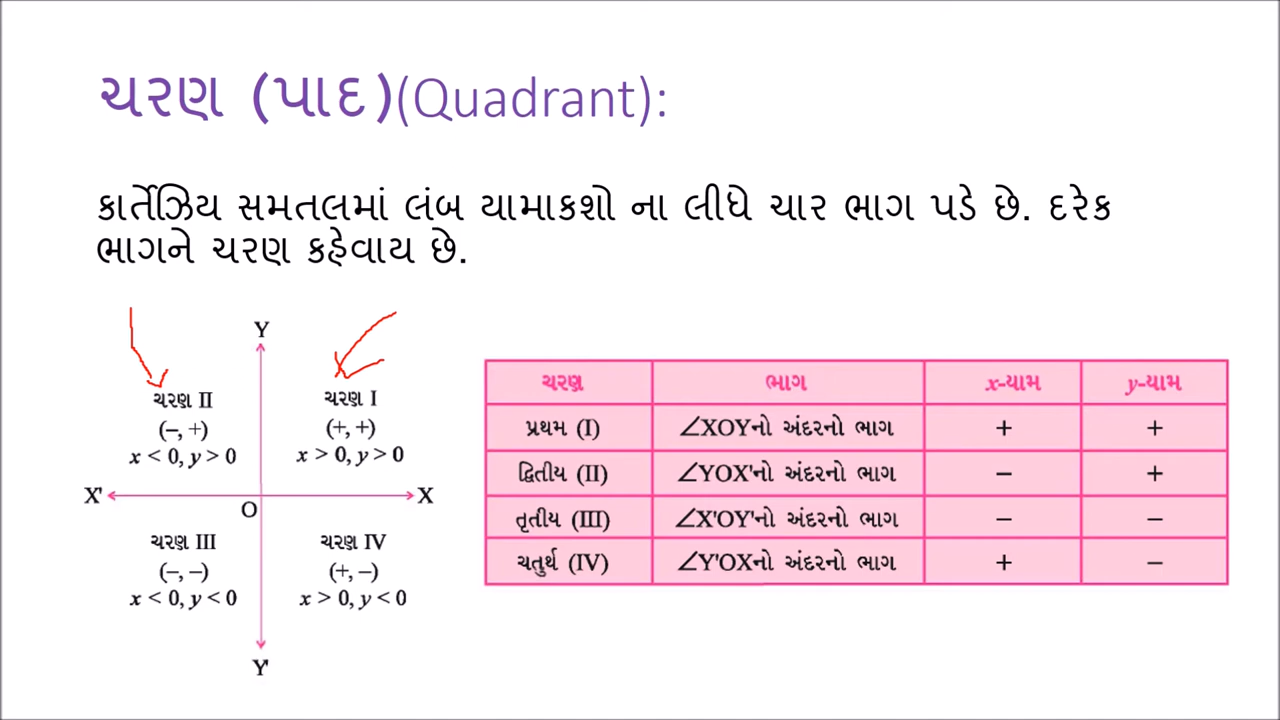 ચરણ (પાદ)(Quadrant):
કાર્તેઝિય સમતલમાં લંબ યામાકશો ના લીધે ચાર ભાગ પડે છે. દરેક
ભાગને ચરણ કહેવાય છે.
Y
ચરણ II ચરણ I
(–, +) (+, +)
x < 0, y > 0 x > 0, y > 0
X' X
O
ચરણ III ચરણ IV
(–, –) (+, –)
x < 0, y < 0 x > 0, y < 0
Y'
ચરણ ભાગ x-યામ y-યામ
પ્રથમ (I) ∠XOYનો અંદરનો ભાગ + +
દ્વિતીય (II) ∠YOX'નો અંદરનો ભાગ – +
તૃતીય (III) ∠X'OY'નો અંદરનો ભાગ – –
ચતુર્થ (IV) ∠Y'OXનો અંદરનો ભાગ + –